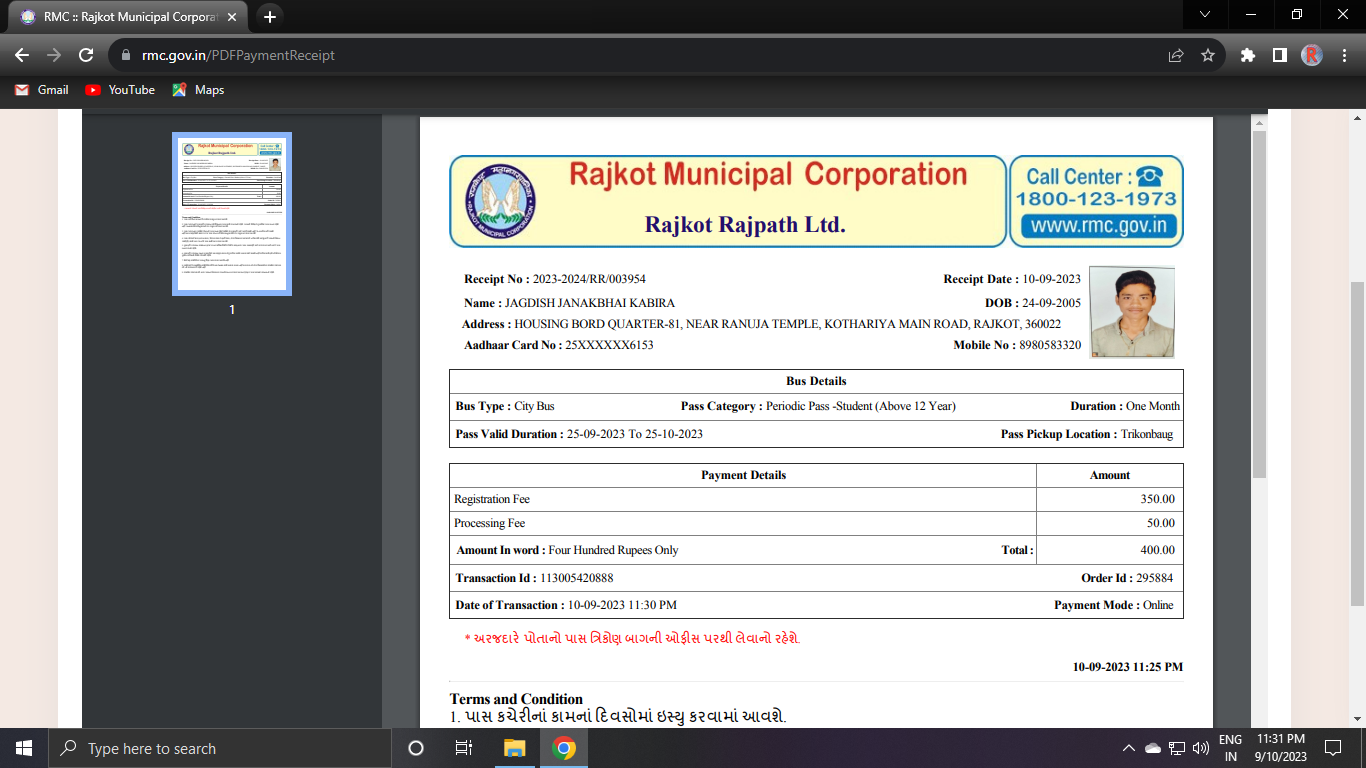 RMC :: Rajkot Municipal Corporat
rmc.gov.in/PDFPaymentReceipt
Gmail YouTube Maps
1
Rajkot Municipal Corporation
Rajkot Rajpath Ltd.
Call Center :
1800-123-1973
www.rmc.gov.in
Receipt No : 2023-2024/RR/003954 Receipt Date : 10-09-2023
Name : JAGDISH JANAKBHAI KABIRA DOB : 24-09-2005
Address : HOUSING BORD QUARTER-81, NEAR RANUJA TEMPLE, KOTHARIYA MAIN ROAD, RAJKOT, 360022
Aadhaar Card No : 25XXXXXX6153 Mobile No : 8980583320
Bus Details
Bus Type : City Bus Pass Category : Periodic Pass -Student (Above 12 Year) Duration : One Month
Pass Valid Duration : 25-09-2023 To 25-10-2023 Pass Pickup Location : Trikonbaug
Payment Details Amount
Registration Fee 350.00
Processing Fee 50.00
Amount In word : Four Hundred Rupees Only Total : 400.00
Transaction Id : 113005420888 Order Id : 295884
Date of Transaction : 10-09-2023 11:30 PM Payment Mode : Online
* અરજદારે પોતાનો પાસ ત્રિકોણ બાગની ઓફીસ પરથી લેવાનો રહેશે.
10-09-2023 11:25 PM
Terms and Condition
1. પાસ કચેરીનાં કામનાં દિવસોમાં ઇસ્યુ કરવામાં આવશે.
Type here to search
ENG
IN
11:31 PM
9/10/2023